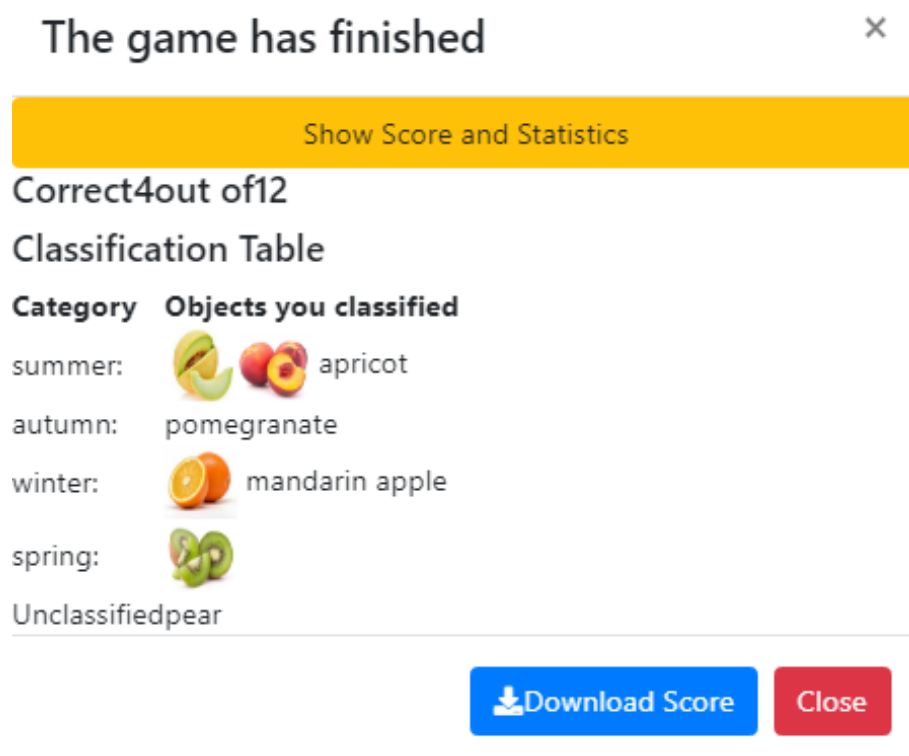 The game has finished ×
Show Score and Statistics
Correct4out of12
Classification Table
Category Objects you classified
summer: apricot
autumn: pomegranate
winter: mandarin apple
spring:
Unclassifiedpear
Download Score Close